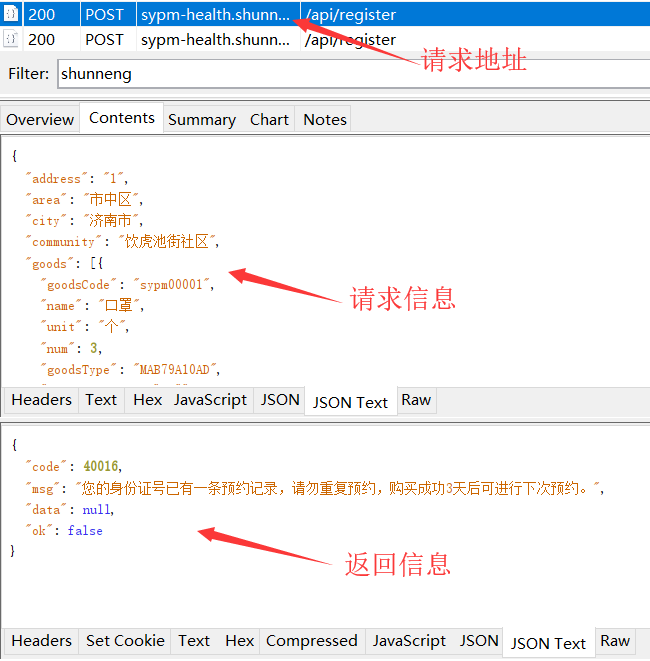 200 POST sypm-health.shunn... /api/register
200 POST sypm-health.shunn... /api/register
请求地址
Filter: shunneng
Overview Contents Summary Chart Notes
{
"address": "1",
"area": "市中区",
"city": "济南市",
"community": "饮虎池街社区",
"goods": [{
"goodsCode": "sypm00001",
请求信息
"name": "口罩",
"unit": "个",
"num": 3,
"goodsType": "MAB79A10AD",
Headers Text Hex JavaScript JSON JSON Text Raw
{
"code": 40016,
"msg": "您的身份证号已有一条预约记录，请勿重复预约，购买成功3天后可进行下次预约。",
"data": null,
"ok": false
}
返回信息
Headers Set Cookie Text Hex Compressed JavaScript JSON JSON Text Raw